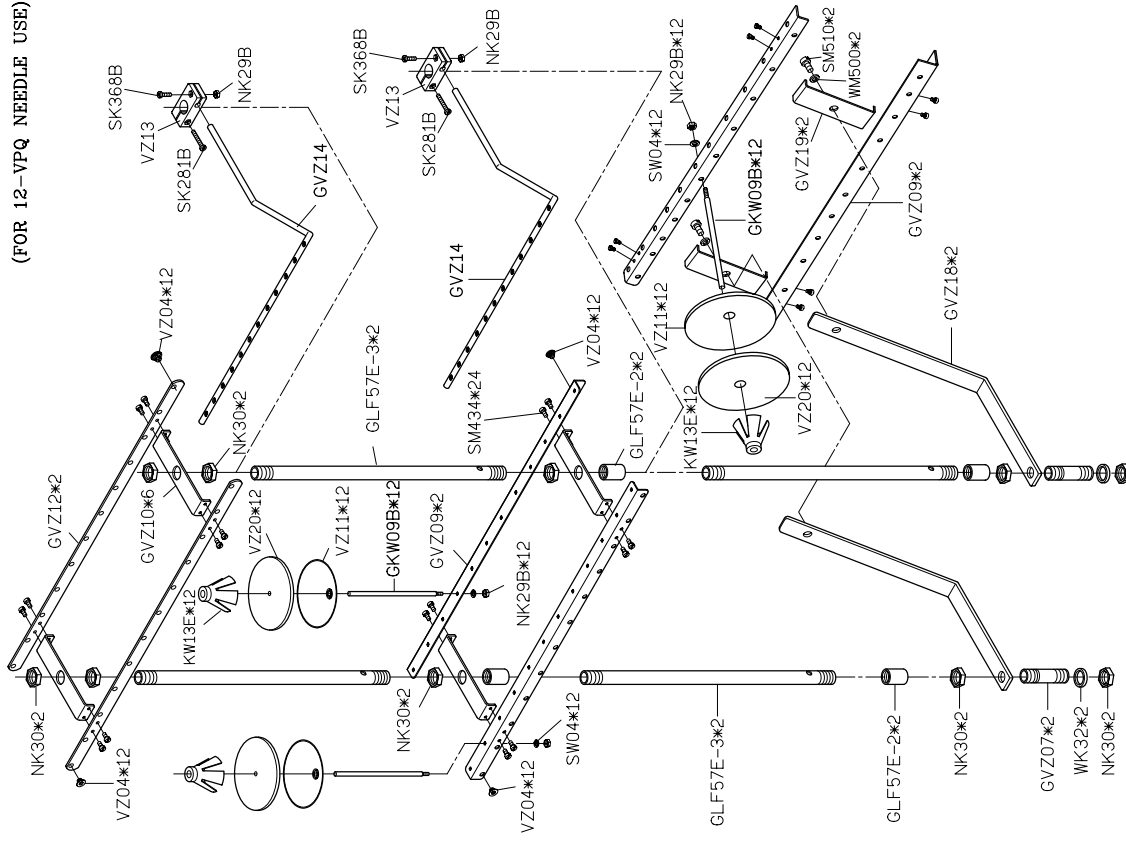 (FOR 12-VPQ NEEDLE USE)
SK368B
VZ13
NK29B
SK281B
GVZ14
SK368B
VZ13
NK29B
SK281B
GVZ14
NK29B*12
SW04*12
SM510*2
WM500*2
GVZ19*2
GKW09B*12
GVZ09*2
VZ11*12
VZ20*12
KW13E*12
GVZ18*2
VZ04*12
GVZ12*2
GVZ10*6
NK30*2
GLF57E-3*2
VZ04*12
SM434*24
GLF57E-2*2
VZ20*12
VZ11*12
GKW09B*12
KW13E*12
GVZ09*2
NK29B*12
NK30*2
VZ04*12
NK30*2
SW04*12
VZ04*12
GLF57E-3*2
GLF57E-2*2
NK30*2
GVZ07*2
WK32*2
NK30*2